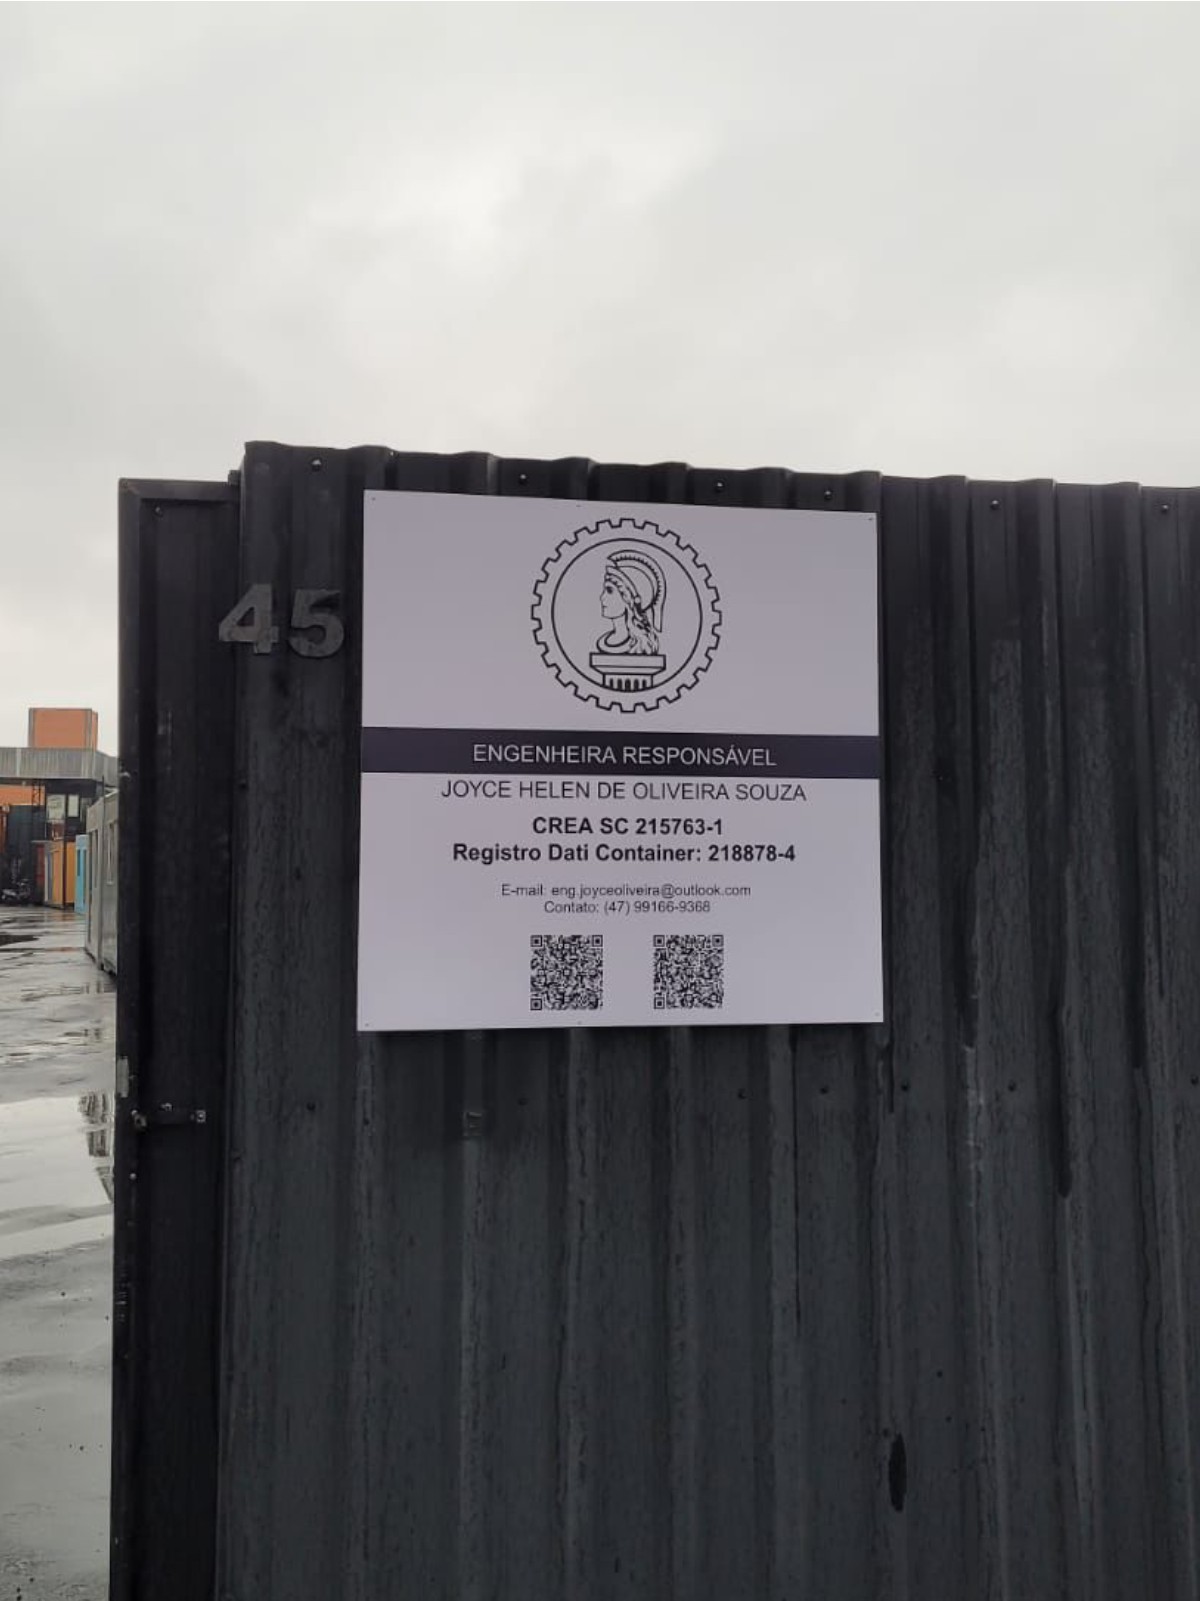 45
ENGENHEIRA RESPONSÁVEL
JOYCE HELEN DE OLIVEIRA SOUZA
CREA SC 215763-1
Registro Dati Container: 218878-4
E-mail: eng.joyceoliveira@outlook.com
Contato: (47) 99166-9368